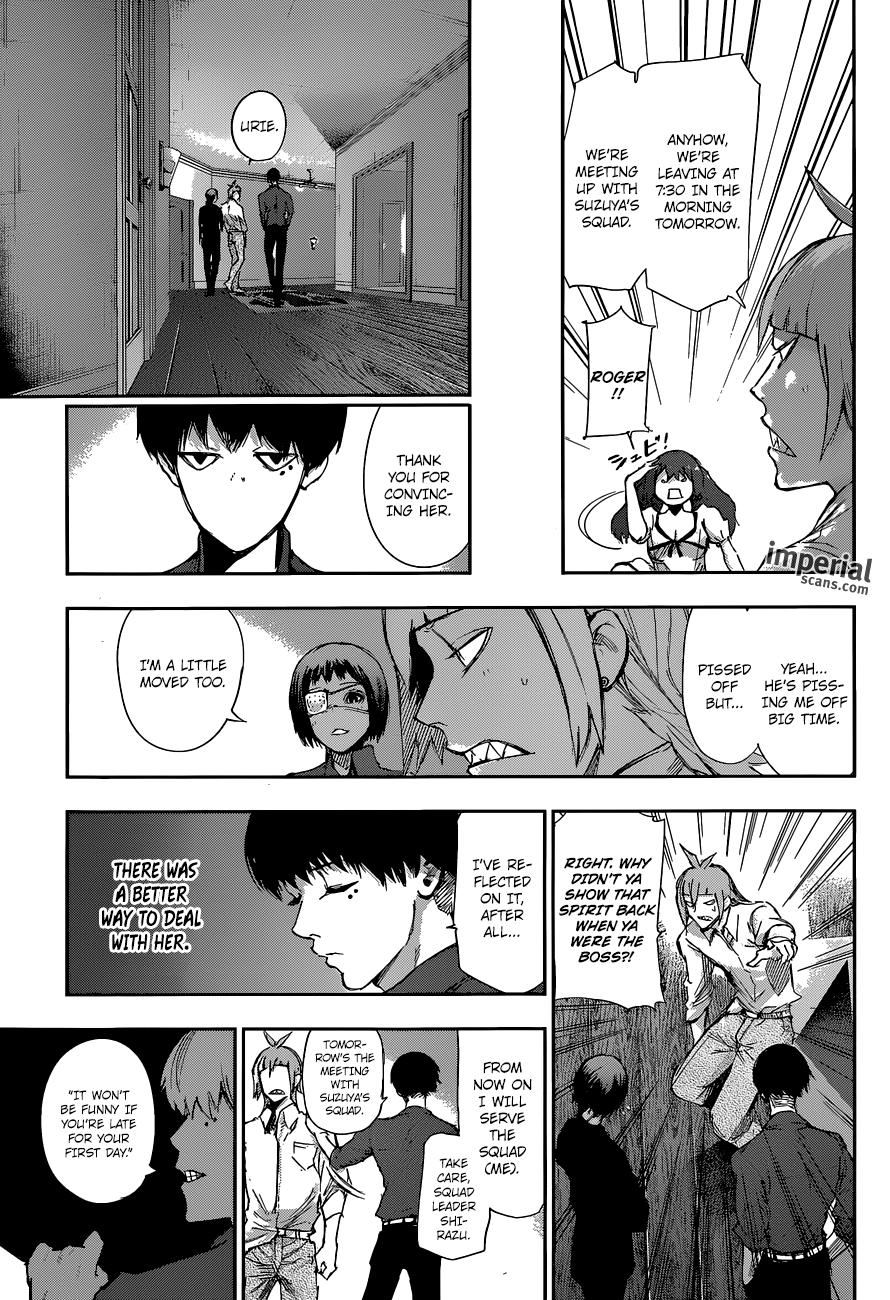 ANYHOW,
WE'RE
LEAVING AT
7:30 IN THE
MORNING
TOMORROW.
WE'RE
MEETING
UP WITH
SUZUYA'S
SQUAD.
ROGER
!!
シュビ!
imperial
scans.com
URIE.
THANK
YOU FOR
CONVINC-
ING HER.
YEAH...
HE'S PISS-
ING ME OFF
BIG TIME.
PISSED
OFF
BUT...
I'M A LITTLE
MOVED TOO.
RIGHT. WHY
DIDN'T YA
SHOW THAT
SPIRIT BACK
WHEN YA
WERE THE
BOSS?!
I'VE RE-
FLECTED
ON IT,
AFTER
ALL...
THERE WAS
A BETTER
WAY TO DEAL
WITH HER.
FROM
NOW ON
I WILL
SERVE
THE
SQUAD
(ME).
TOMOR-
ROW'S THE
MEETING
WITH
SUZUYA'S
SQUAD.
TAKE
CARE,
SQUAD
LEADER
SHI-
RAZU.
"IT WON'T
BE FUNNY IF
YOU'RE LATE
FOR YOUR
FIRST DAY."